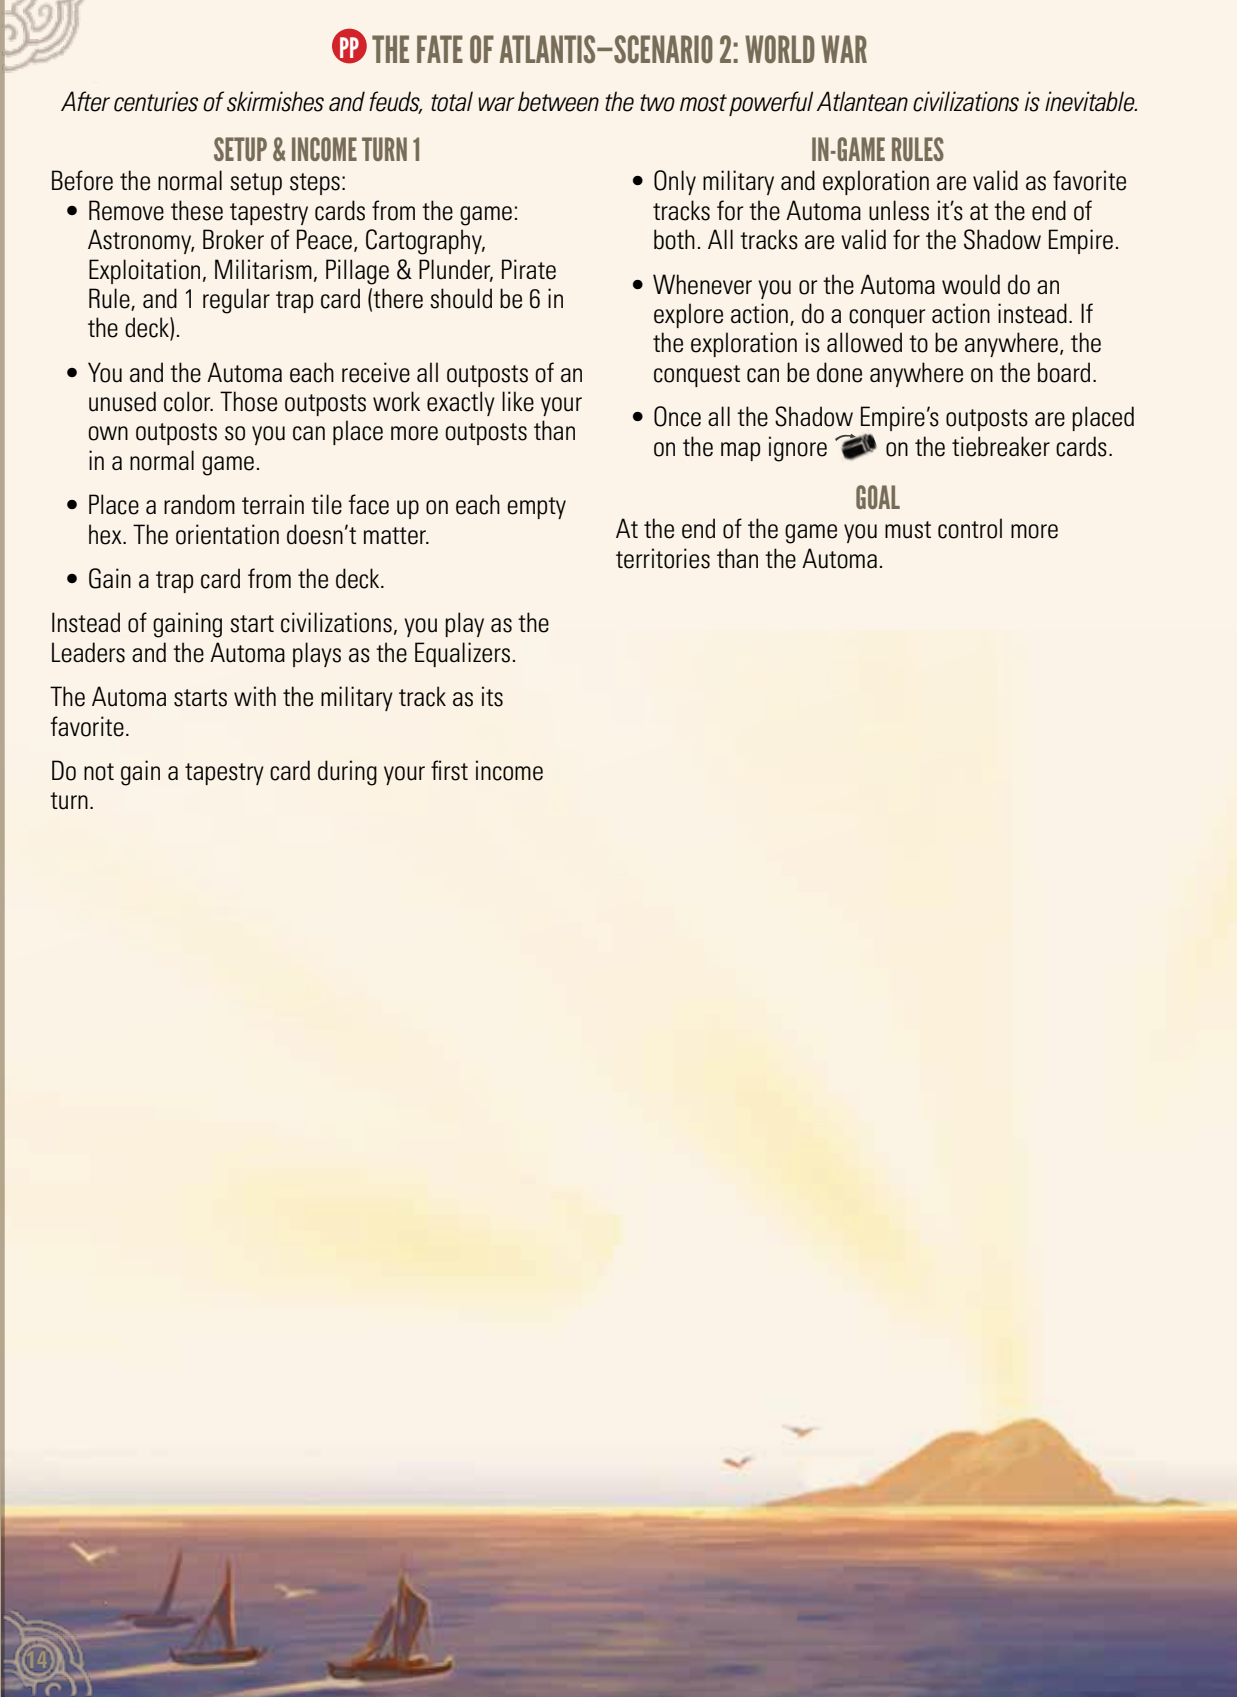 PP THE FATE OF ATLANTIS–SCENARIO 2: WORLD WAR
After centuries of skirmishes and feuds, total war between the two most powerful Atlantean civilizations is inevitable.
SETUP & INCOME TURN 1
Before the normal setup steps:
• Remove these tapestry cards from the game:
Astronomy, Broker of Peace, Cartography,
Exploitation, Militarism, Pillage & Plunder, Pirate
Rule, and 1 regular trap card (there should be 6 in
the deck).
• You and the Automa each receive all outposts of an
unused color. Those outposts work exactly like your
own outposts so you can place more outposts than
in a normal game.
• Place a random terrain tile face up on each empty
hex. The orientation doesn't matter.
• Gain a trap card from the deck.
Instead of gaining start civilizations, you play as the
Leaders and the Automa plays as the Equalizers.
The Automa starts with the military track as its
favorite.
Do not gain a tapestry card during your first income
turn.
IN-GAME RULES
• Only military and exploration are valid as favorite
tracks for the Automa unless it's at the end of
both. All tracks are valid for the Shadow Empire.
• Whenever you or the Automa would do an
explore action, do a conquer action instead. If
the exploration is allowed to be anywhere, the
conquest can be done anywhere on the board.
• Once all the Shadow Empire's outposts are placed
on the map ignore on the tiebreaker cards.
GOAL
At the end of the game you must control more
territories than the Automa.
14